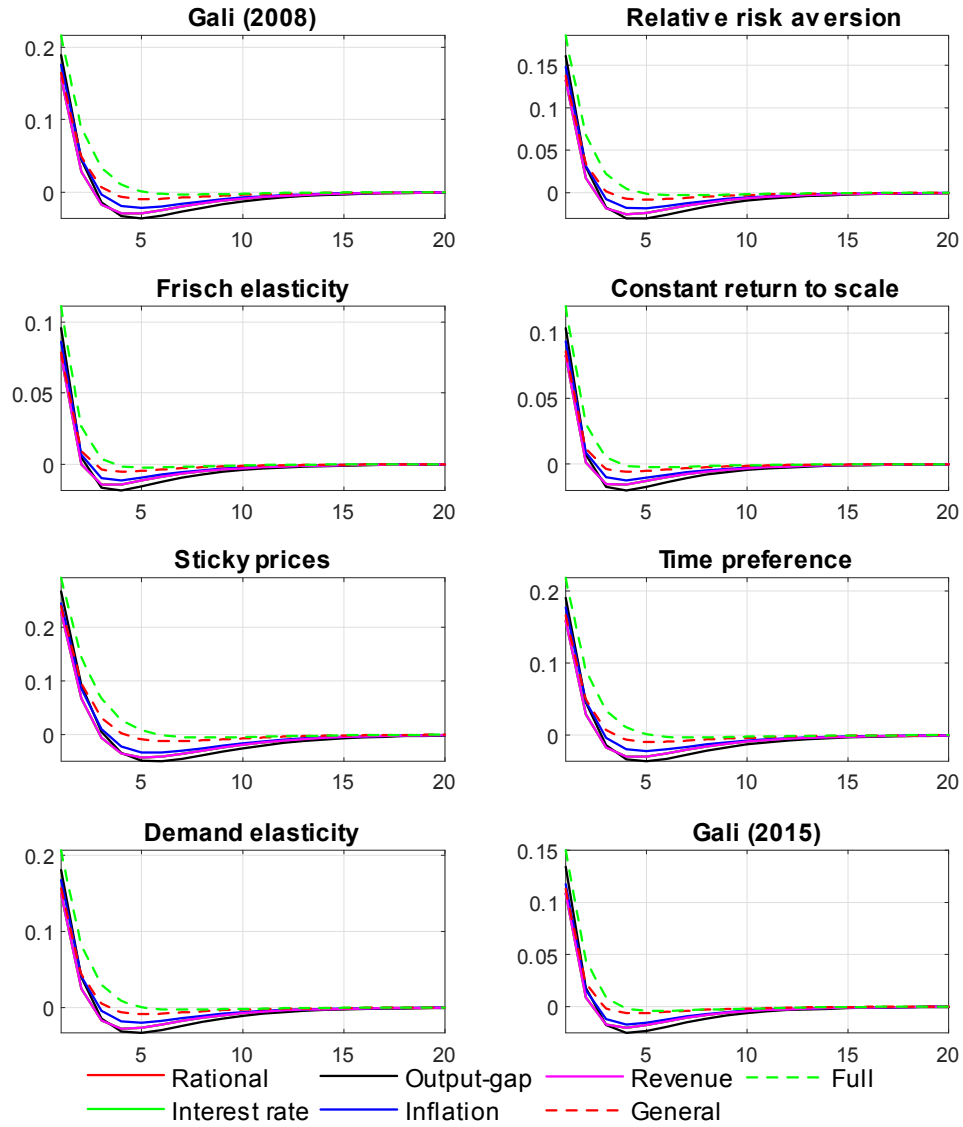 Gali (2008)
0.2
0.1
0
5 10 15 20
Relative risk aversion
0.15
0.1
0.05
0
5 10 15 20
Frisch elasticity
0.1
0.05
0
5 10 15 20
Constant return to scale
0.1
0.05
0
5 10 15 20
Sticky prices
0.2
0.1
0
5 10 15 20
Time preference
0.2
0.1
0
5 10 15 20
Demand elasticity
0.2
0.1
0
5 10 15 20
Gali (2015)
0.15
0.1
0.05
0
5 10 15 20
Rational Output-gap Revenue Full
Interest rate Inflation General